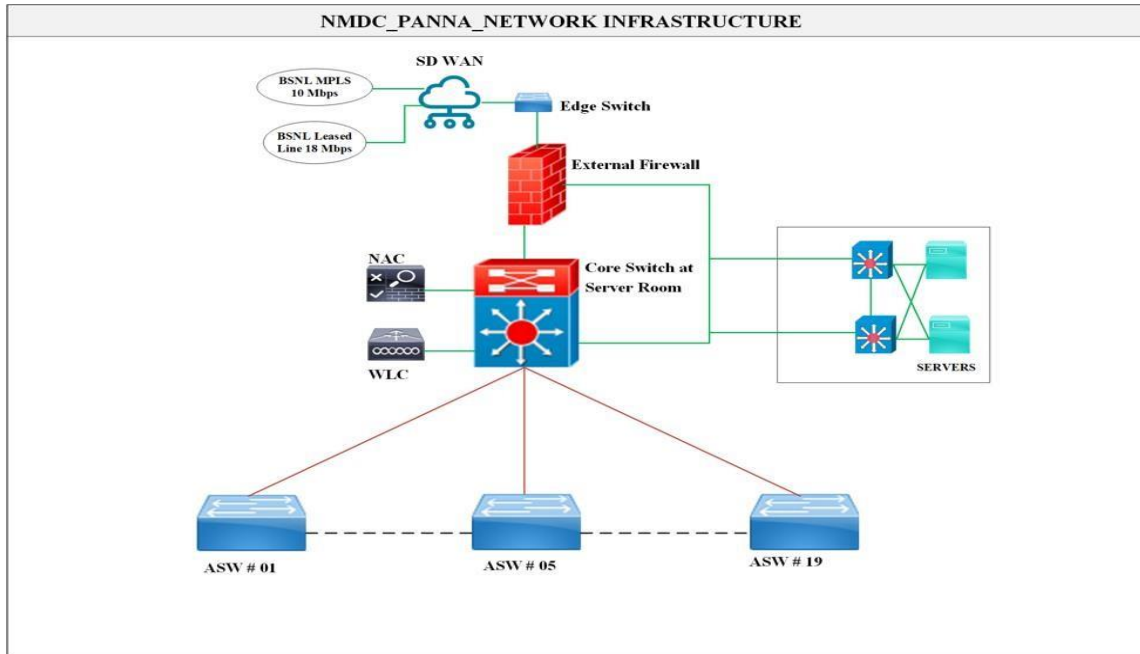 NMDC_PANNA_NETWORK INFRASTRUCTURE
SD WAN
BSNL MPLS
10 Mbps
Edge Switch
BSNL Leased
Line 18 Mbps
External Firewall
NAC
Core Switch at
Server Room
WLC
SERVERS
ASW # 01
ASW # 05
ASW # 19